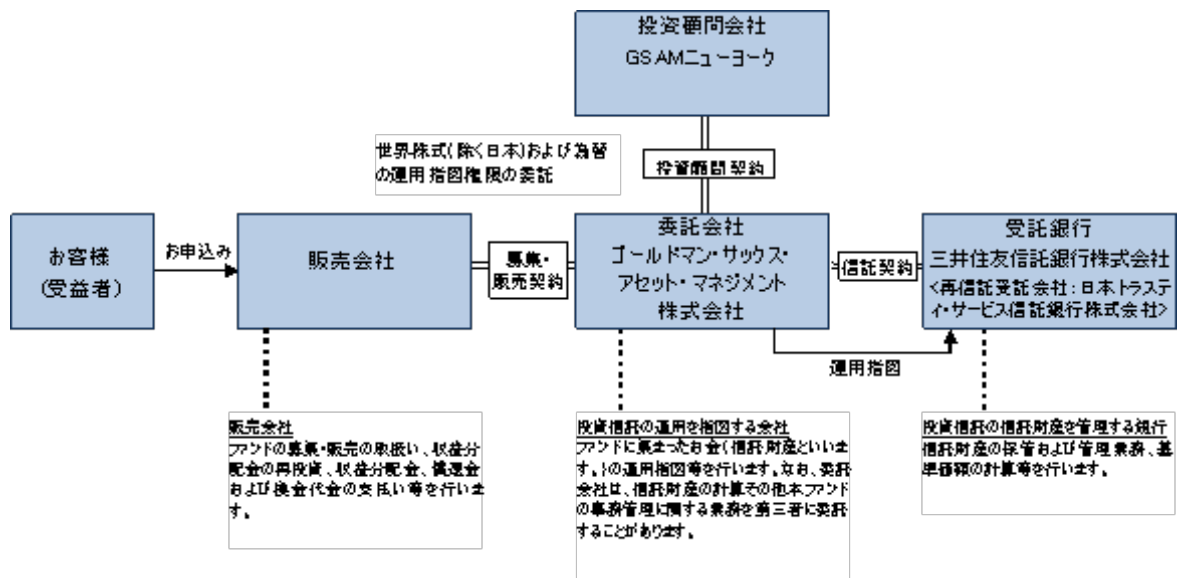 投資顧問会社
GSAMニューヨーク
世界株式(除く日本)および為替
の運用指図権限の委託
投資顧問契約
お客様
(受益者)
お申込み
販売会社
募集・
販売契約
委託会社
ゴールドマン・サックス・
アセット・マネジメント
株式会社
信託契約
受託銀行
三井住友信託銀行株式会社
<再信託受託会社:日本トラステ
ィ・サービス信託銀行株式会社>
運用指図
販売会社
ファンドの募集・販売の取扱い、収益分
配金の再投資、収益分配金、償還金
および換金代金の支払い等を行いま
す。
投資信託の運用を指図する会社
ファンドに集まったお金(信託財産といいま
す。)の運用指図等を行います。なお、委託
会社は、信託財産の計算その他本ファンド
の事務管理に関する業務を第三者に委託
することがあります。
投資信託の信託財産を管理する銀行
信託財産の保管および管理業務、基
準価額の計算等を行います。